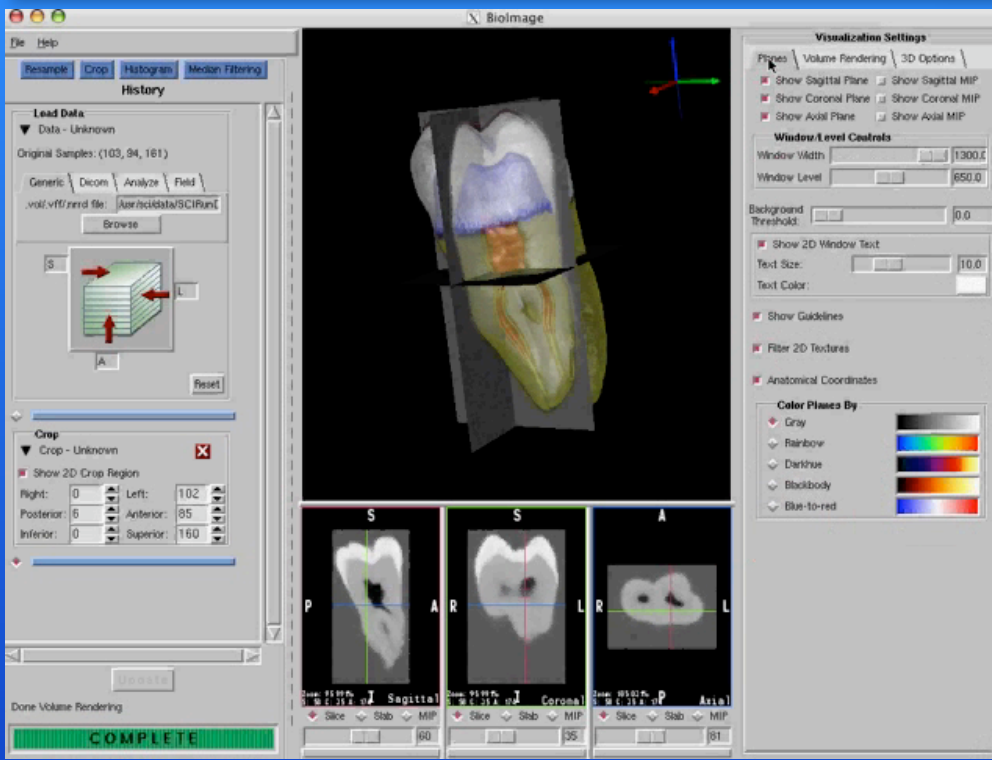 BioImage
File Help
Resample Crop Histogram Median Filtering
History
Load Data
Data - Unknown
Original Samples: (103, 94, 161)
Generic Dicom Analyze Field
.vol/.vff/.nrrd file: /usr/sci/data/SCIRun
Browse
S
L
A
Reset
Crop
Crop - Unknown
Show 2D Crop Region
Right: 0 Left: 102
Posterior: 6 Anterior: 85
Inferior: 0 Superior: 160
Update
Done Volume Rendering
COMPLETE
S
P A
I Sagittal
Slice Slab MIP
60
S
R L
I Coronal
Slice Slab MIP
35
A
R L
P Axial
Slice Slab MIP
81
Visualization Settings
Planes Volume Rendering 3D Options
Show Sagittal Plane Show Sagittal MIP
Show Coronal Plane Show Coronal MIP
Show Axial Plane Show Axial MIP
Window/Level Controls
Window Width 1300.0
Window Level 650.0
Background
Threshold: 0.0
Show 2D Window Text
Text Size: 10.0
Text Color:
Show Guidelines
Filter 2D Textures
Anatomical Coordinates
Color Planes By
Gray
Rainbow
Darkhue
Blackbody
Blue-to-red